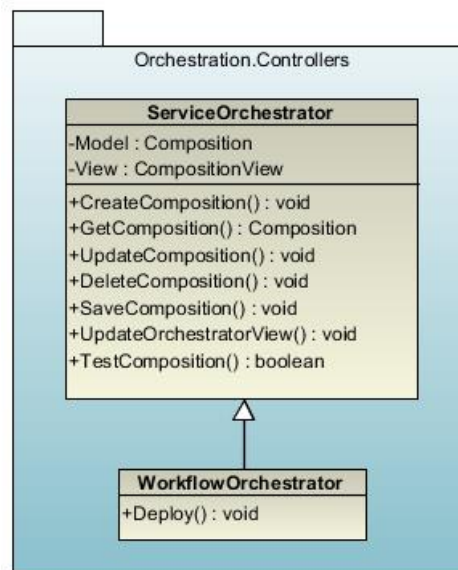 Orchestration.Controllers
ServiceOrchestrator
-Model : Composition
-View : CompositionView
+CreateComposition() : void
+GetComposition() : Composition
+UpdateComposition() : void
+DeleteComposition() : void
+SaveComposition() : void
+UpdateOrchestratorView() : void
+TestComposition() : boolean
WorkflowOrchestrator
+Deploy() : void